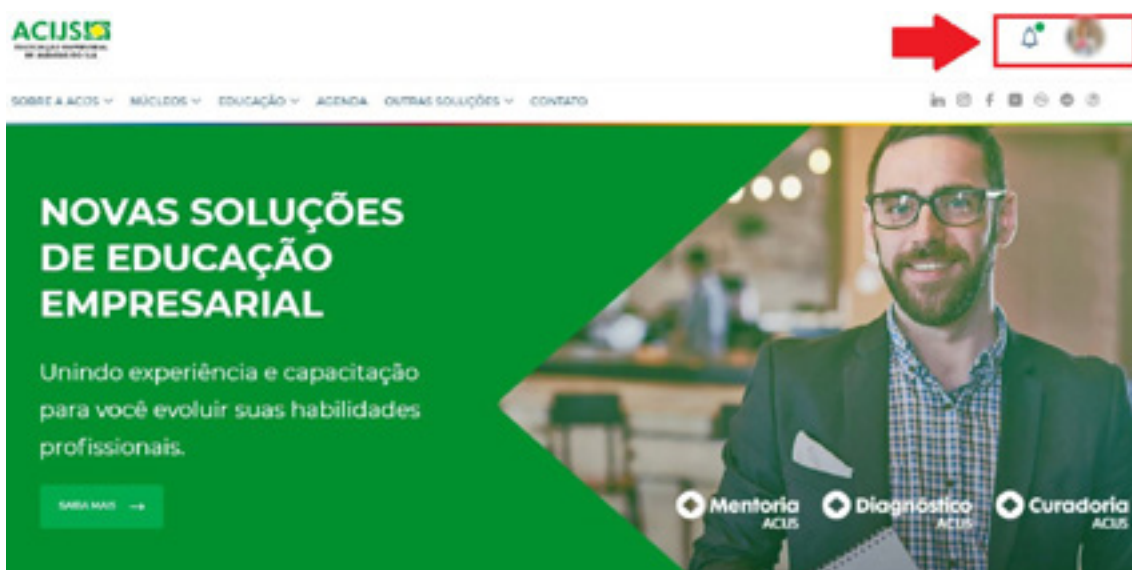 ACIJS
SOBRE A ACIJS
NÚCLEOS
EDUCAÇÃO
AGENDA
OUTRAS SOLUÇÕES
CONTATO
NOVAS SOLUÇÕES
DE EDUCAÇÃO
EMPRESARIAL
Unindo experiência e capacitação
para você evoluir suas habilidades
profissionais.
SAIBA MAIS
Mentoria
ACIJS
Diagnóstico
ACIJS
Curadoria
ACIJS